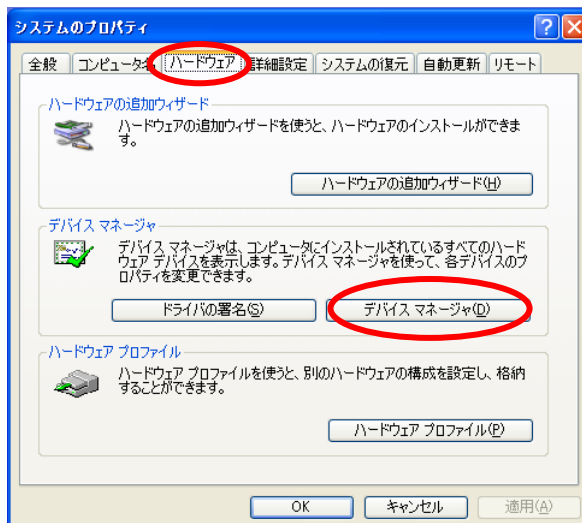 システムのプロパティ
全般 コンピュータ名 ハードウェア 詳細設定 システムの復元 自動更新 リモート
ハードウェアの追加ウィザード
ハードウェアの追加ウィザードを使うと、ハードウェアのインストールができま
す。
ハードウェアの追加ウィザード(H)
デバイス マネージャ
デバイス マネージャは、コンピュータにインストールされているすべてのハード
ウェア デバイスを表示します。デバイス マネージャを使って、各デバイスのプ
ロパティを変更できます。
ドライバの署名(S) デバイス マネージャ(D)
ハードウェア プロファイル
ハードウェア プロファイルを使うと、別のハードウェアの構成を設定し、格納
することができます。
ハードウェア プロファイル(P)
OK キャンセル 適用(A)